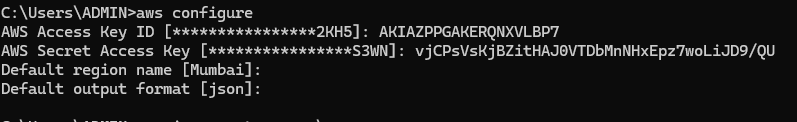 C:\Users\ADMIN>aws configure
AWS Access Key ID [****************2KH5]: AKIAZPPGAKERQNXVLBP7
AWS Secret Access Key [****************S3WN]: 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
Default region name [Mumbai]:
Default output format [json]: